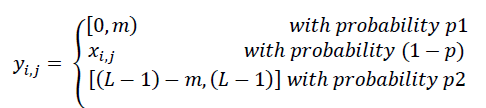 [0, m) with probability p1
y_{i,j} = { x_{i,j} with probability (1 − p)
[(L − 1) − m, (L − 1)] with probability p2